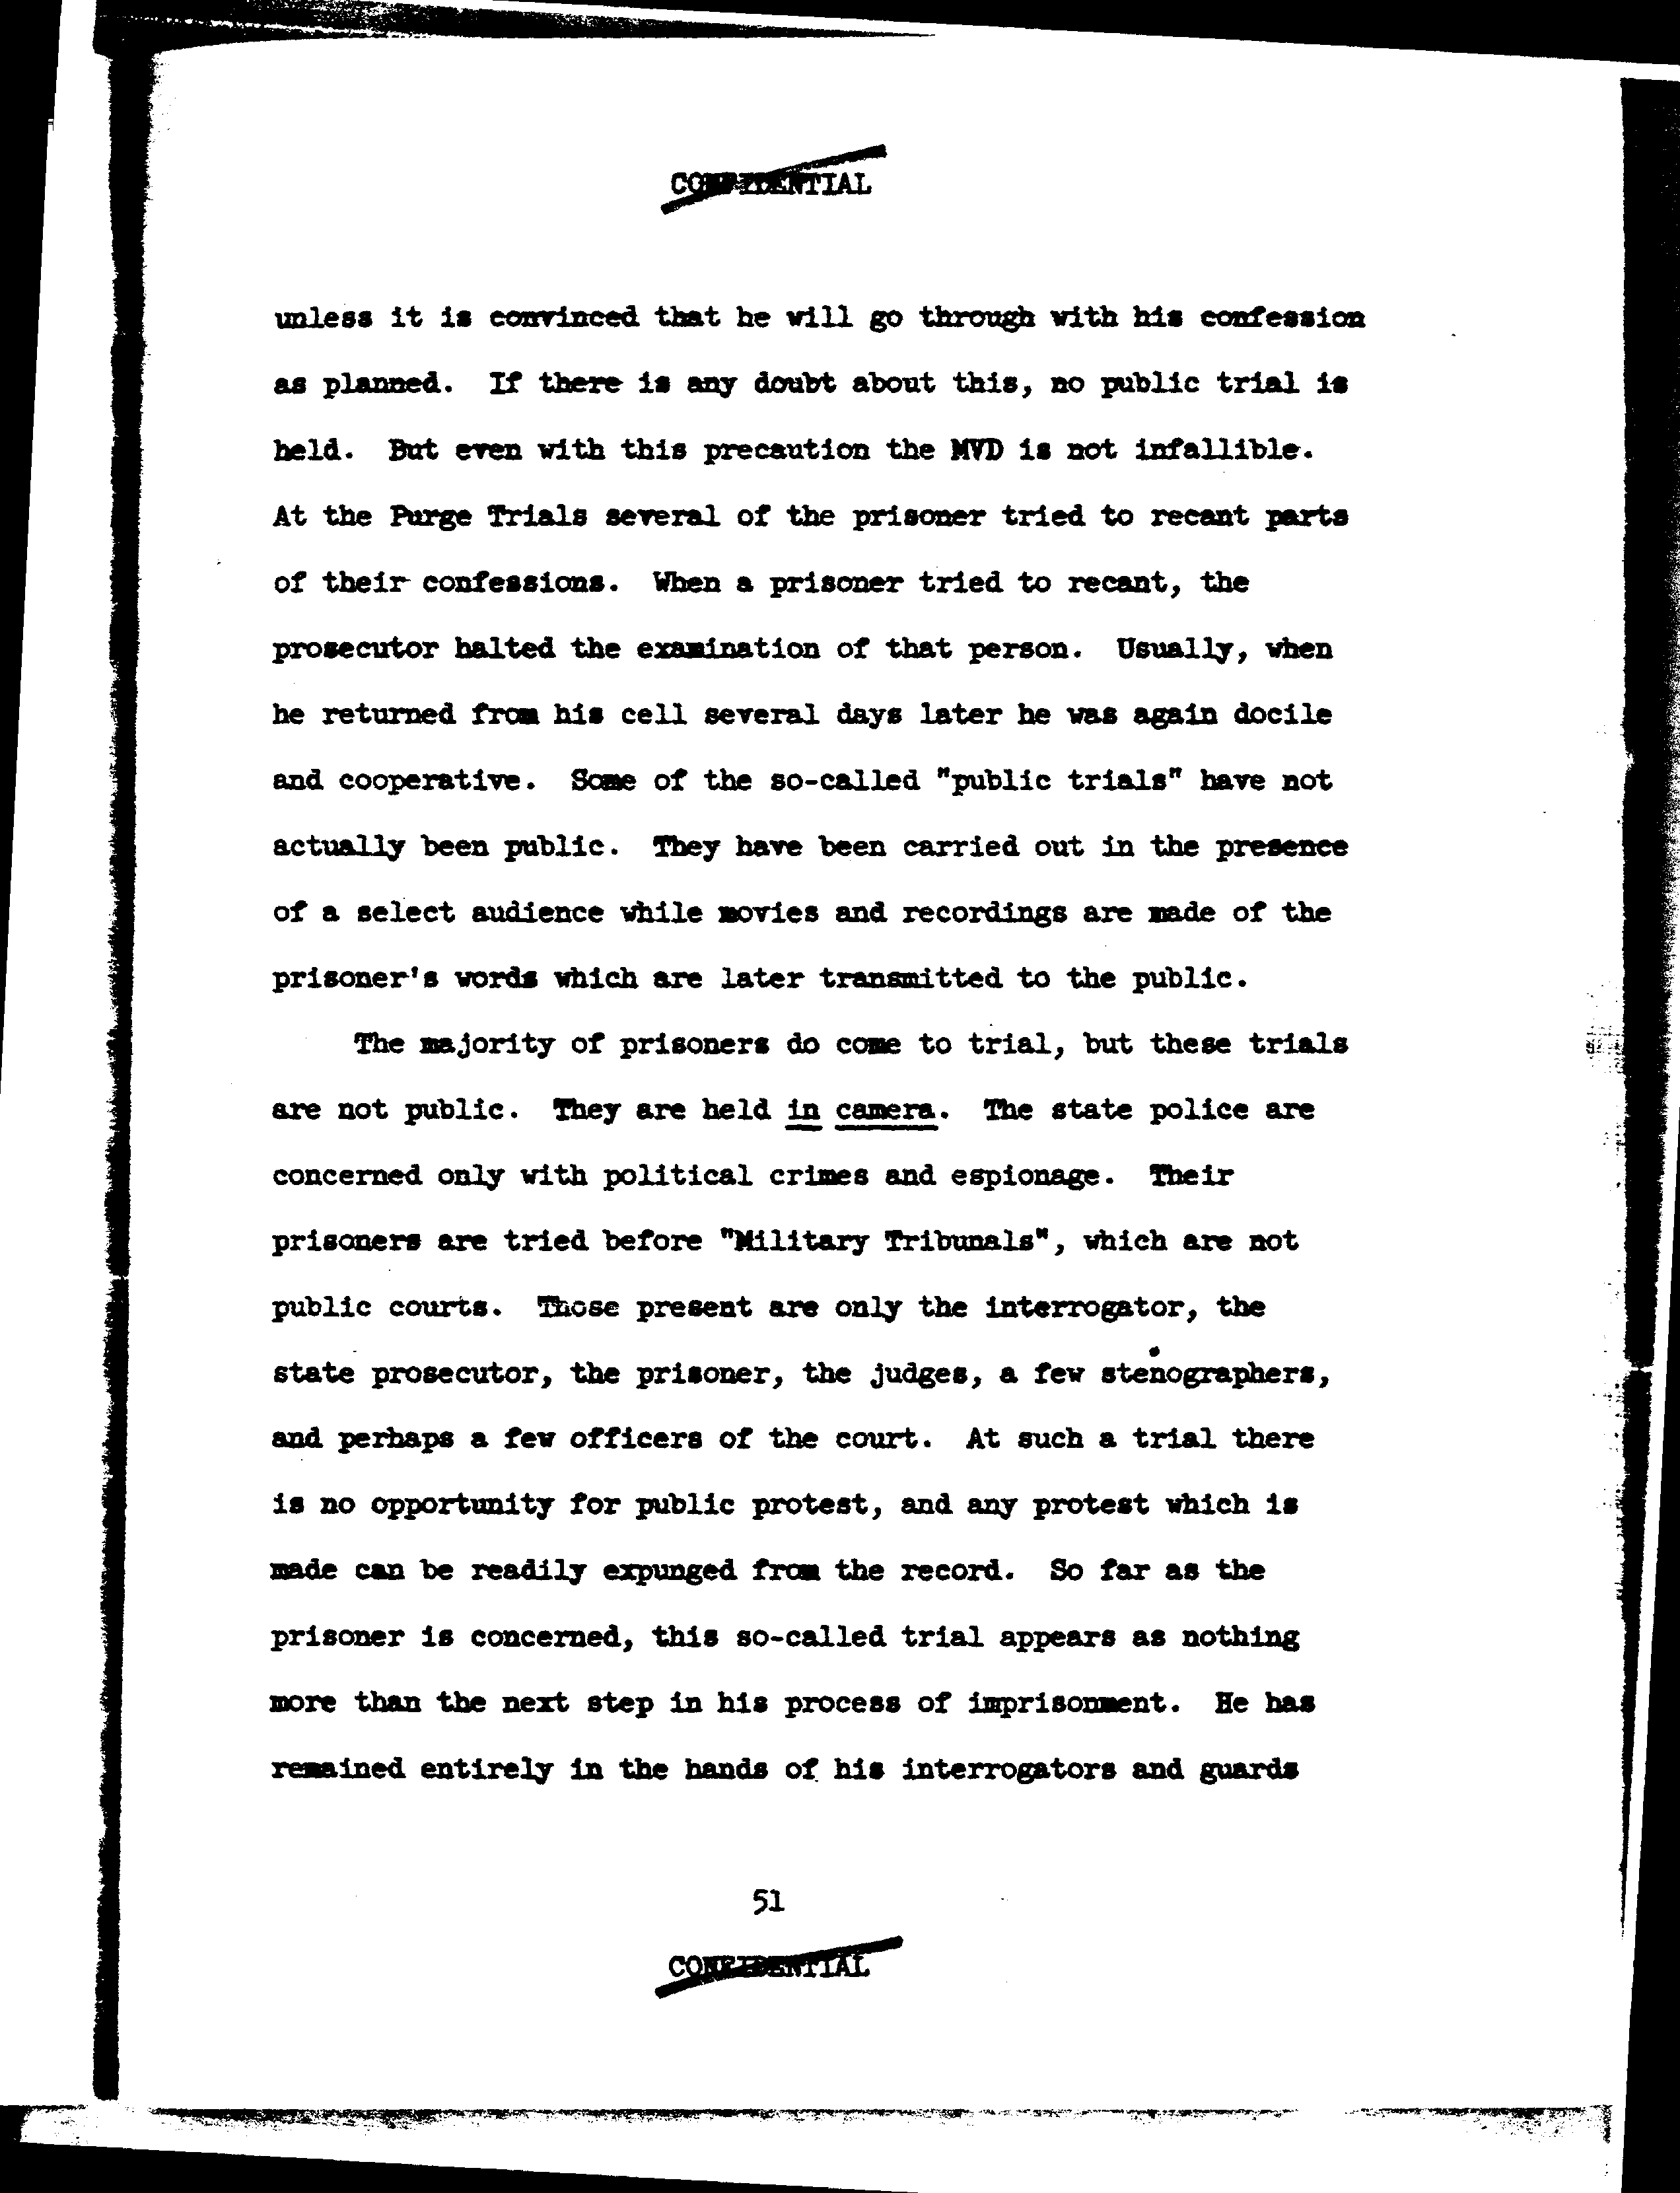 CONFIDENTIAL
unless it is convinced that he will go through with his confession
as planned. If there is any doubt about this, no public trial is
held. But even with this precaution the MVD is not infallible.
At the Purge Trials several of the prisoner tried to recant parts
of their confessions. When a prisoner tried to recant, the
prosecutor halted the examination of that person. Usually, when
he returned from his cell several days later he was again docile
and cooperative. Some of the so-called "public trials" have not
actually been public. They have been carried out in the presence
of a select audience while movies and recordings are made of the
prisoner's words which are later transmitted to the public.
The majority of prisoners do come to trial, but these trials
are not public. They are held in camera. The state police are
concerned only with political crimes and espionage. Their
prisoners are tried before "Military Tribunals", which are not
public courts. Those present are only the interrogator, the
state prosecutor, the prisoner, the judges, a few stenographers,
and perhaps a few officers of the court. At such a trial there
is no opportunity for public protest, and any protest which is
made can be readily expunged from the record. So far as the
prisoner is concerned, this so-called trial appears as nothing
more than the next step in his process of imprisonment. He has
remained entirely in the hands of his interrogators and guards
51
CONFIDENTIAL